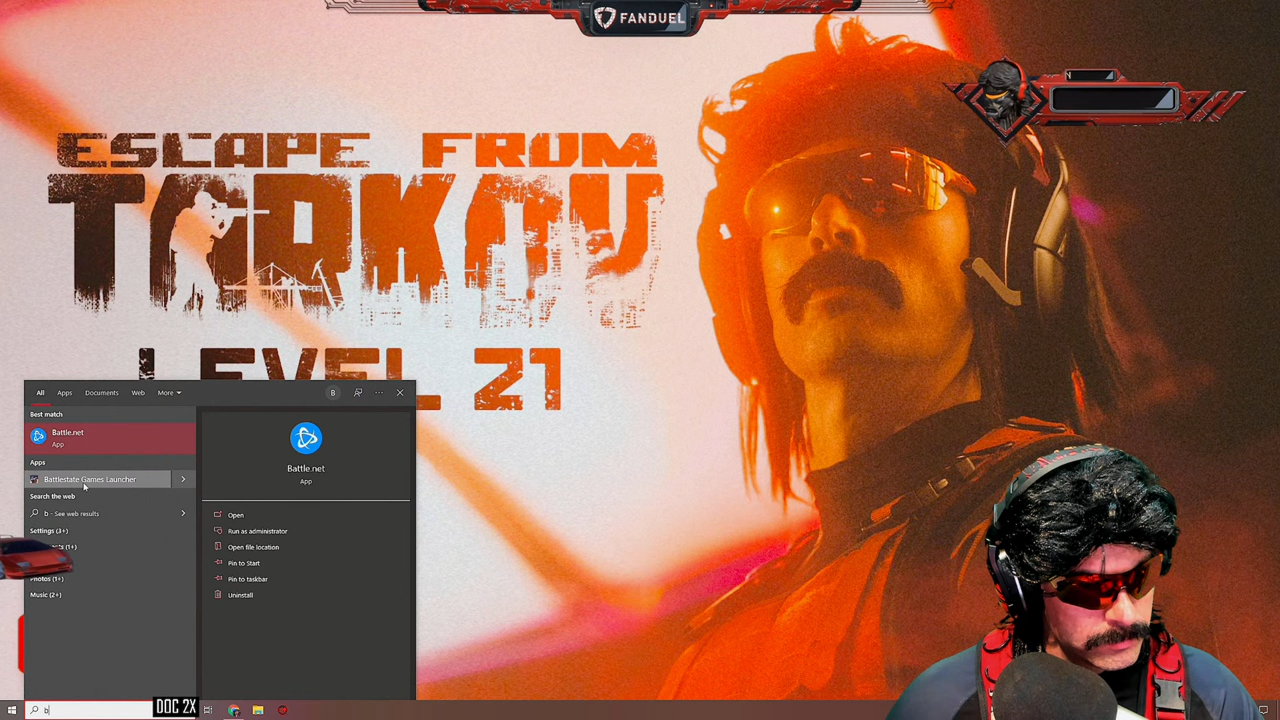 FANDUEL
ESCAPE FROM
TARKOV
LEVEL 21
All Apps Documents Web More
B
Best match
Battle.net
App
Apps
Battlestate Games Launcher
Search the web
b - See web results
Settings (3+)
Photos (1+)
Music (2+)
Battle.net
App
Open
Run as administrator
Open file location
Pin to Start
Pin to taskbar
Uninstall
b
DOC 2X